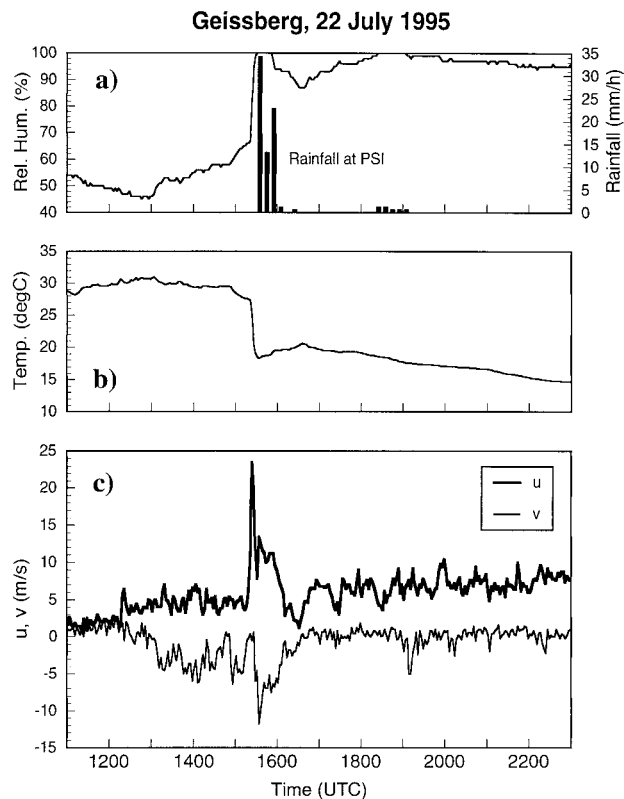 Geissberg, 22 July 1995
a)
Rel. Hum. (%)
100
90
80
70
60
50
40
Rainfall at PSI
35
30
25
20
15
10
5
0
Rainfall (mm/h)
b)
Temp. (degC)
35
30
25
20
15
10
c)
u, v (m/s)
25
20
15
10
5
0
-5
-10
-15
u
v
1200 1400 1600 1800 2000 2200
Time (UTC)